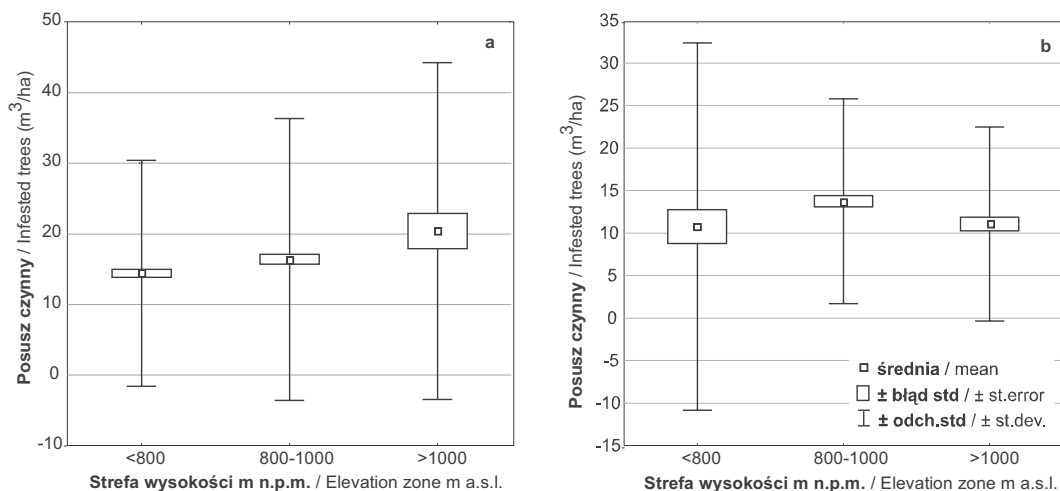 a
Posusz czynny / Infested trees (m³/ha)
50
40
30
20
10
0
-10
<800
800-1000
>1000
Strefa wysokości m n.p.m. / Elevation zone m a.s.l.
b
Posusz czynny / Infested trees (m³/ha)
35
30
25
20
15
10
5
0
-5
-10
-15
średnia / mean
± błąd std / ± st.error
± odch.std / ± st.dev.
<800
800-1000
>1000
Strefa wysokości m n.p.m. / Elevation zone m a.s.l.